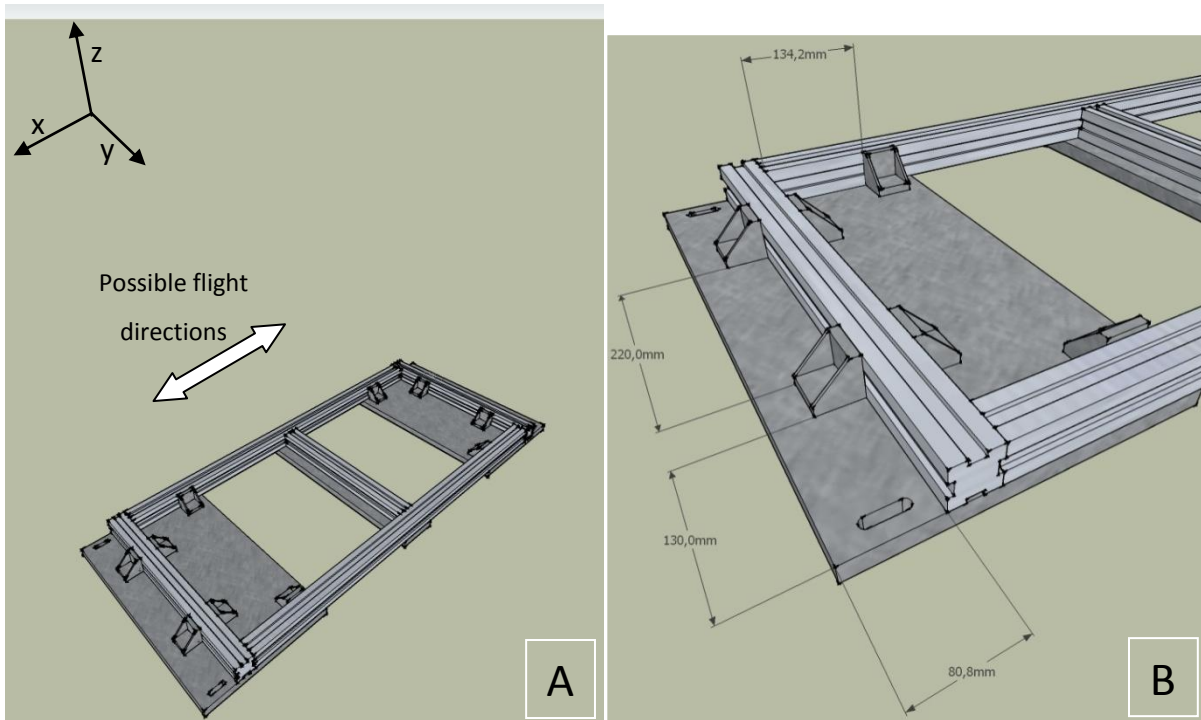 z
x
y
Possible flight
directions
A
134,2mm
220,0mm
130,0mm
80,8mm
B